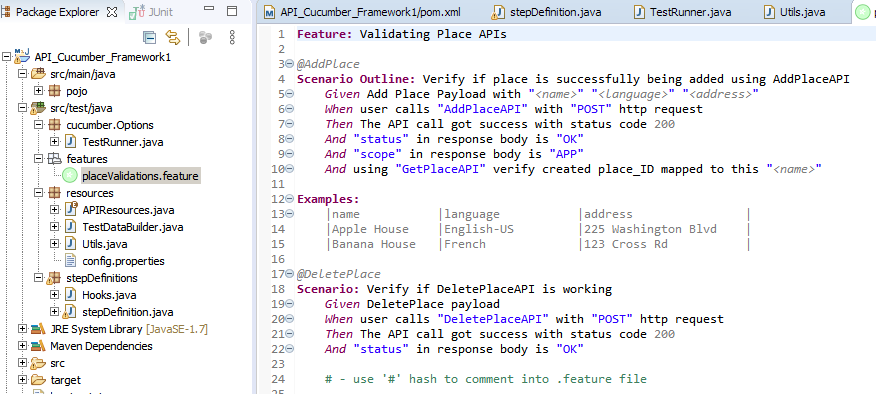 Package Explorer
JUnit
API_Cucumber_Framework1
src/main/java
pojo
src/test/java
cucumber.Options
TestRunner.java
features
placeValidations.feature
resources
APIResources.java
TestDataBuilder.java
Utils.java
config.properties
stepDefinitions
Hooks.java
stepDefinition.java
JRE System Library [JavaSE-1.7]
Maven Dependencies
src
target
API_Cucumber_Framework1/pom.xml
stepDefinition.java
TestRunner.java
Utils.java
1 Feature: Validating Place APIs
2
3 @AddPlace
4 Scenario Outline: Verify if place is successfully being added using AddPlaceAPI
5 Given Add Place Payload with "<name>" "<language>" "<address>"
6 When user calls "AddPlaceAPI" with "POST" http request
7 Then The API call got success with status code 200
8 And "status" in response body is "OK"
9 And "scope" in response body is "APP"
10 And using "GetPlaceAPI" verify created place_ID mapped to this "<name>"
11
12 Examples:
13 |name |language |address |
14 |Apple House |English-US |225 Washington Blvd |
15 |Banana House |French |123 Cross Rd |
16
17 @DeletePlace
18 Scenario: Verify if DeletePlaceAPI is working
19 Given DeletePlace payload
20 When user calls "DeletePlaceAPI" with "POST" http request
21 Then The API call got success with status code 200
22 And "status" in response body is "OK"
23
24 # - use '#' hash to comment into .feature file